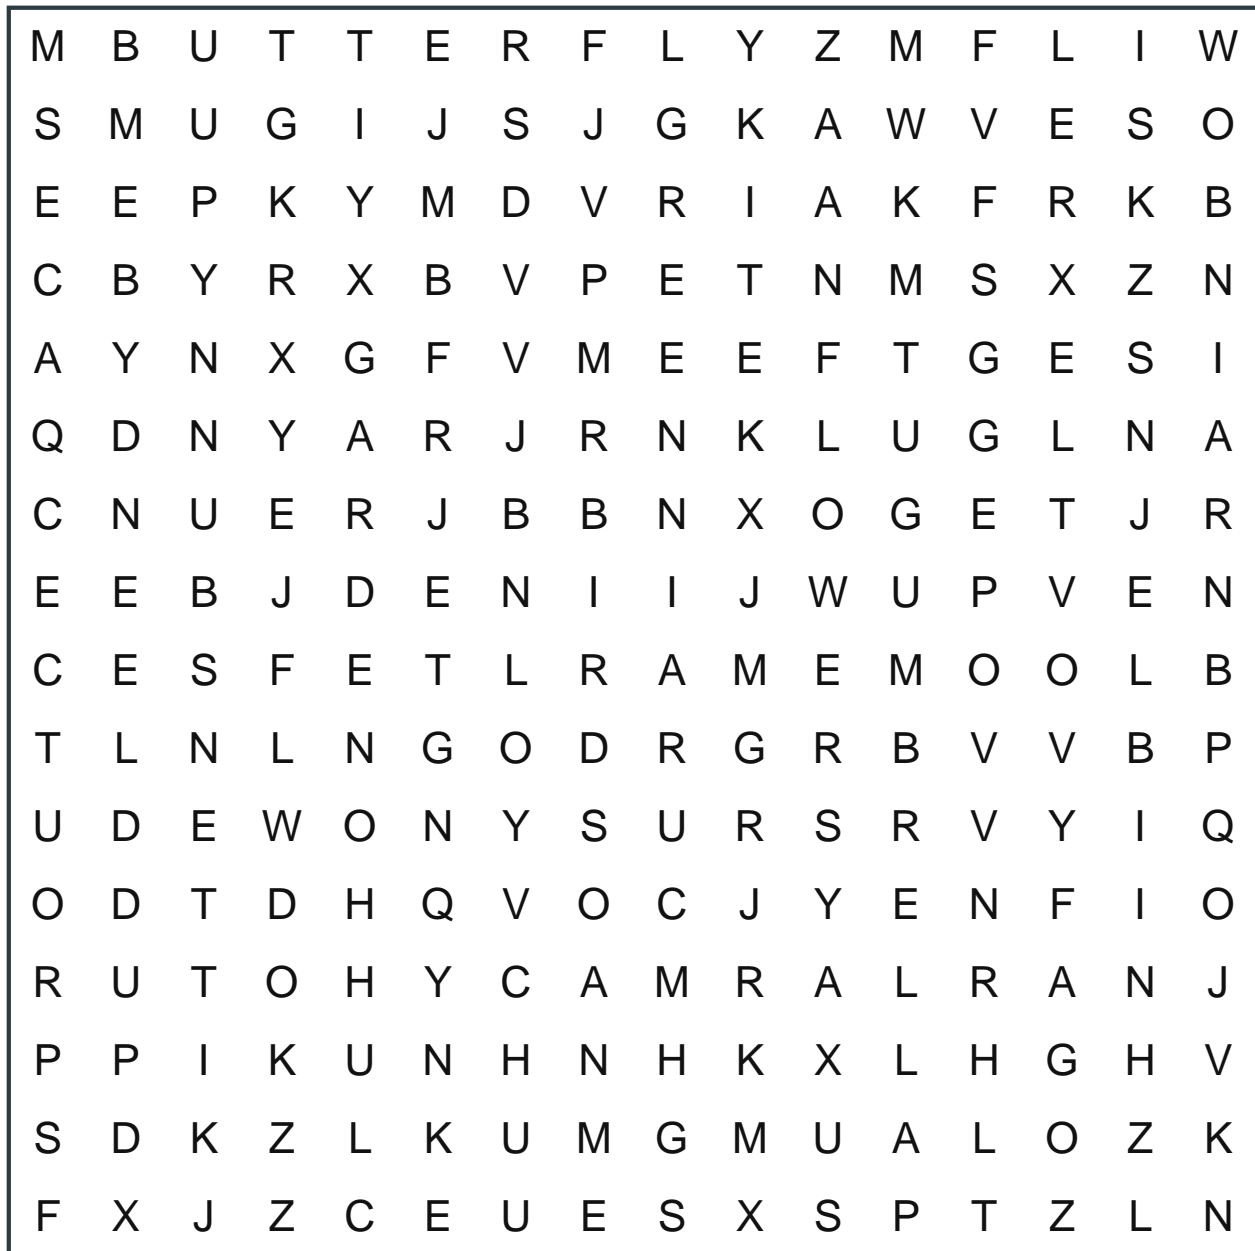 M B U T T E R F L Y Z M F L I W
S M U G I J S J G K A W V E S O
E E P K Y M D V R I A K F R K B
C B Y R X B V P E T N M S X Z N
A Y N X G F V M E E F T G E S I
Q D N Y A R J R N K L U G L N A
C N U E R J B B N X O G E T J R
E E B J D E N I I J W U P V E N
C E S F E T L R A M E M O O L B
T L N L N G O D R G R B V V B P
U D E W O N Y S U R S R V Y I Q
O D T D H Q V O C J Y E N F I O
R U T O H Y C A M R A L R A N J
P P I K U N H N H K X L H G H V
S D K Z L K U M G M U A L O Z K
F X J Z C E U E S X S P T Z L N